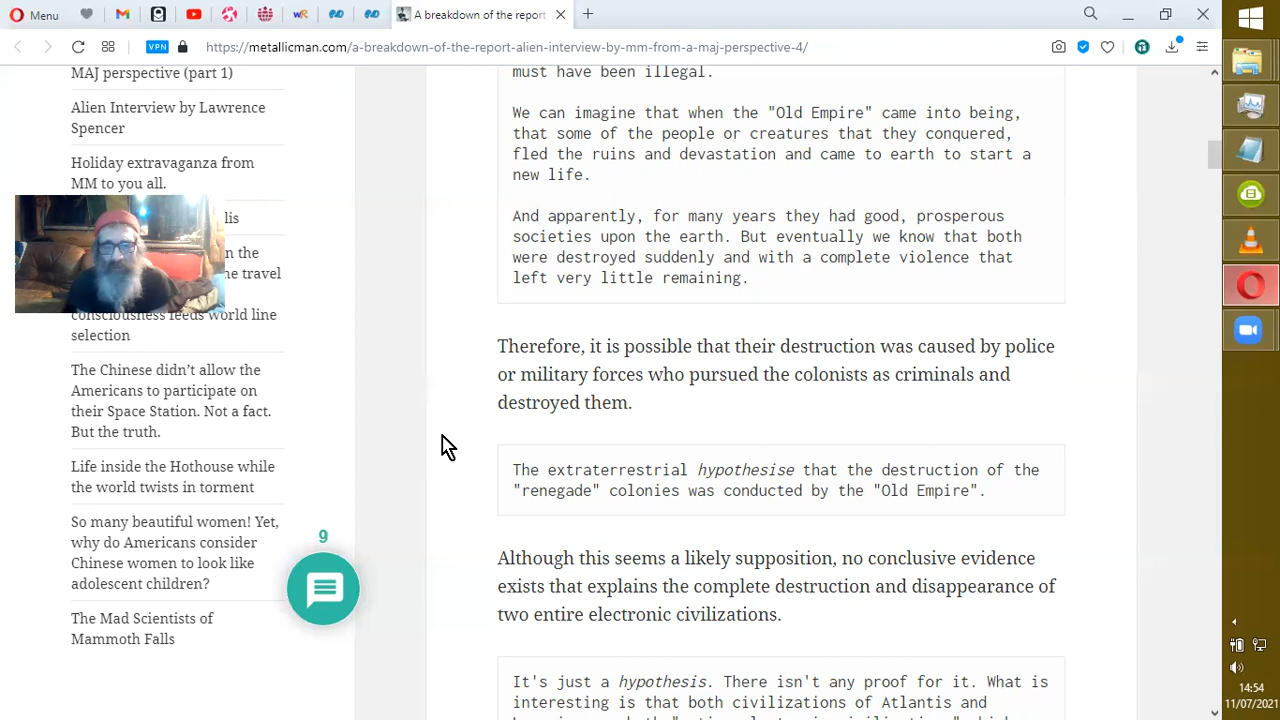 Menu
A breakdown of the report
VPN
https://metallicman.com/a-breakdown-of-the-report-alien-interview-by-mm-from-a-maj-perspective-4/
MAJ perspective (part 1)
Alien Interview by Lawrence
Spencer
Holiday extravaganza from
MM to you all.
lis
n the
ne travel
consciousness feeds world line
selection
The Chinese didn’t allow the
Americans to participate on
their Space Station. Not a fact.
But the truth.
Life inside the Hothouse while
the world twists in torment
So many beautiful women! Yet,
why do Americans consider
Chinese women to look like
adolescent children?
The Mad Scientists of
Mammoth Falls
9
must have been illegal.
We can imagine that when the "Old Empire" came into being,
that some of the people or creatures that they conquered,
fled the ruins and devastation and came to earth to start a
new life.
And apparently, for many years they had good, prosperous
societies upon the earth. But eventually we know that both
were destroyed suddenly and with a complete violence that
left very little remaining.
Therefore, it is possible that their destruction was caused by police
or military forces who pursued the colonists as criminals and
destroyed them.
The extraterrestrial hypothesise that the destruction of the
"renegade" colonies was conducted by the "Old Empire".
Although this seems a likely supposition, no conclusive evidence
exists that explains the complete destruction and disappearance of
two entire electronic civilizations.
It's just a hypothesis. There isn't any proof for it. What is
interesting is that both civilizations of Atlantis and
14:54
11/07/2021